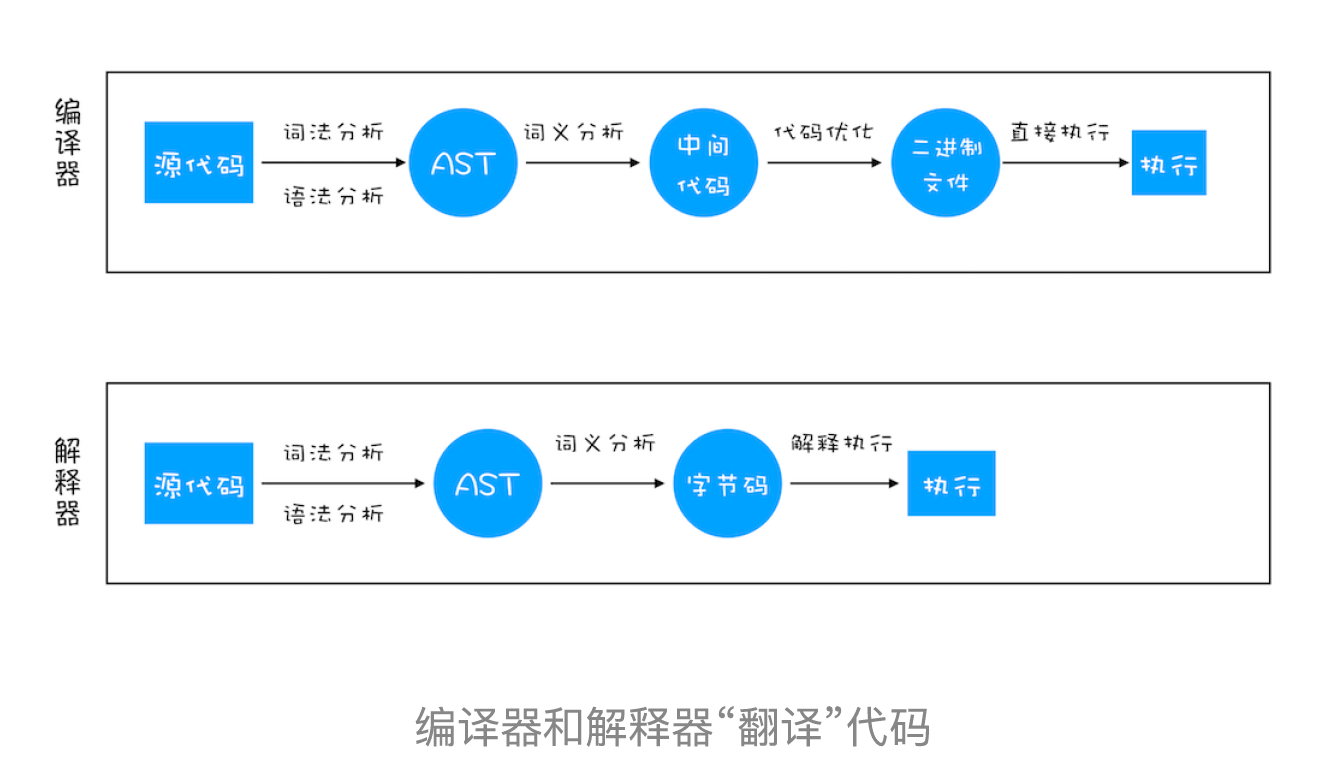 编译器
源代码
词法分析
语法分析
AST
词义分析
中间
代码
代码优化
二进制
文件
直接执行
执行
解释器
源代码
词法分析
语法分析
AST
词义分析
字节码
解释执行
执行
编译器和解释器“翻译”代码